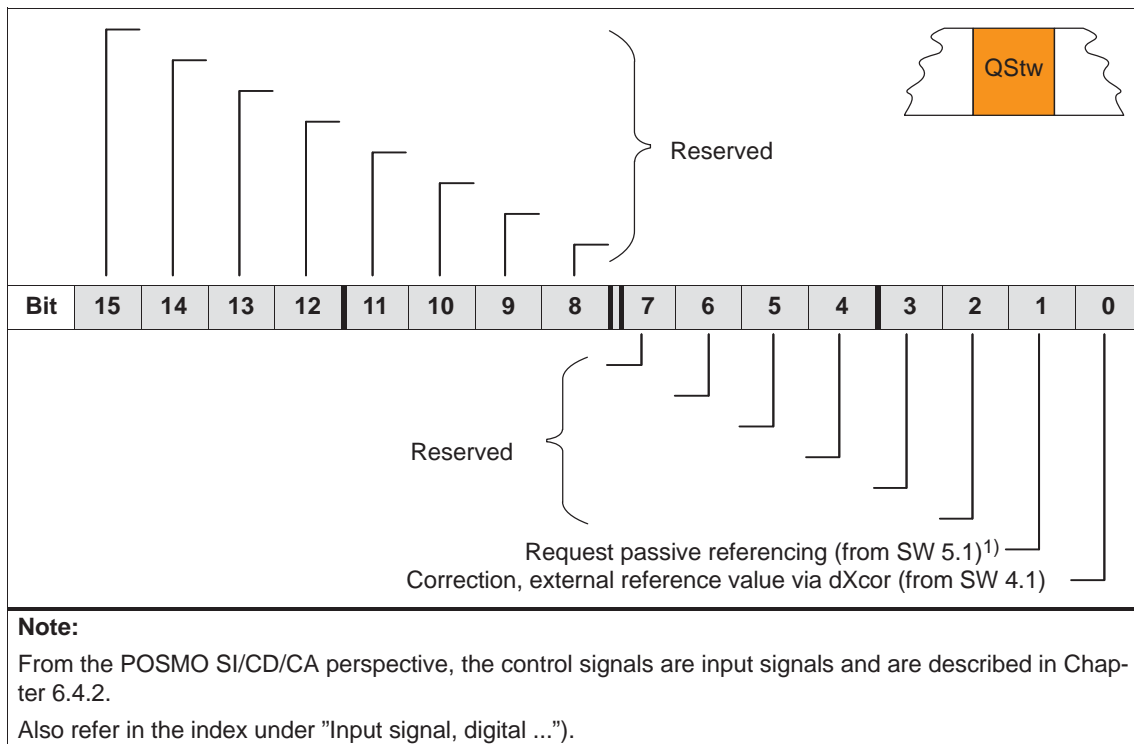 QStw
Reserved
Bit 15 14 13 12 11 10 9 8 7 6 5 4 3 2 1 0
Reserved
Request passive referencing (from SW 5.1)1)
Correction, external reference value via dXcor (from SW 4.1)
Note:
From the POSMO SI/CD/CA perspective, the control signals are input signals and are described in Chap-
ter 6.4.2.
Also refer in the index under ”Input signal, digital ...”).